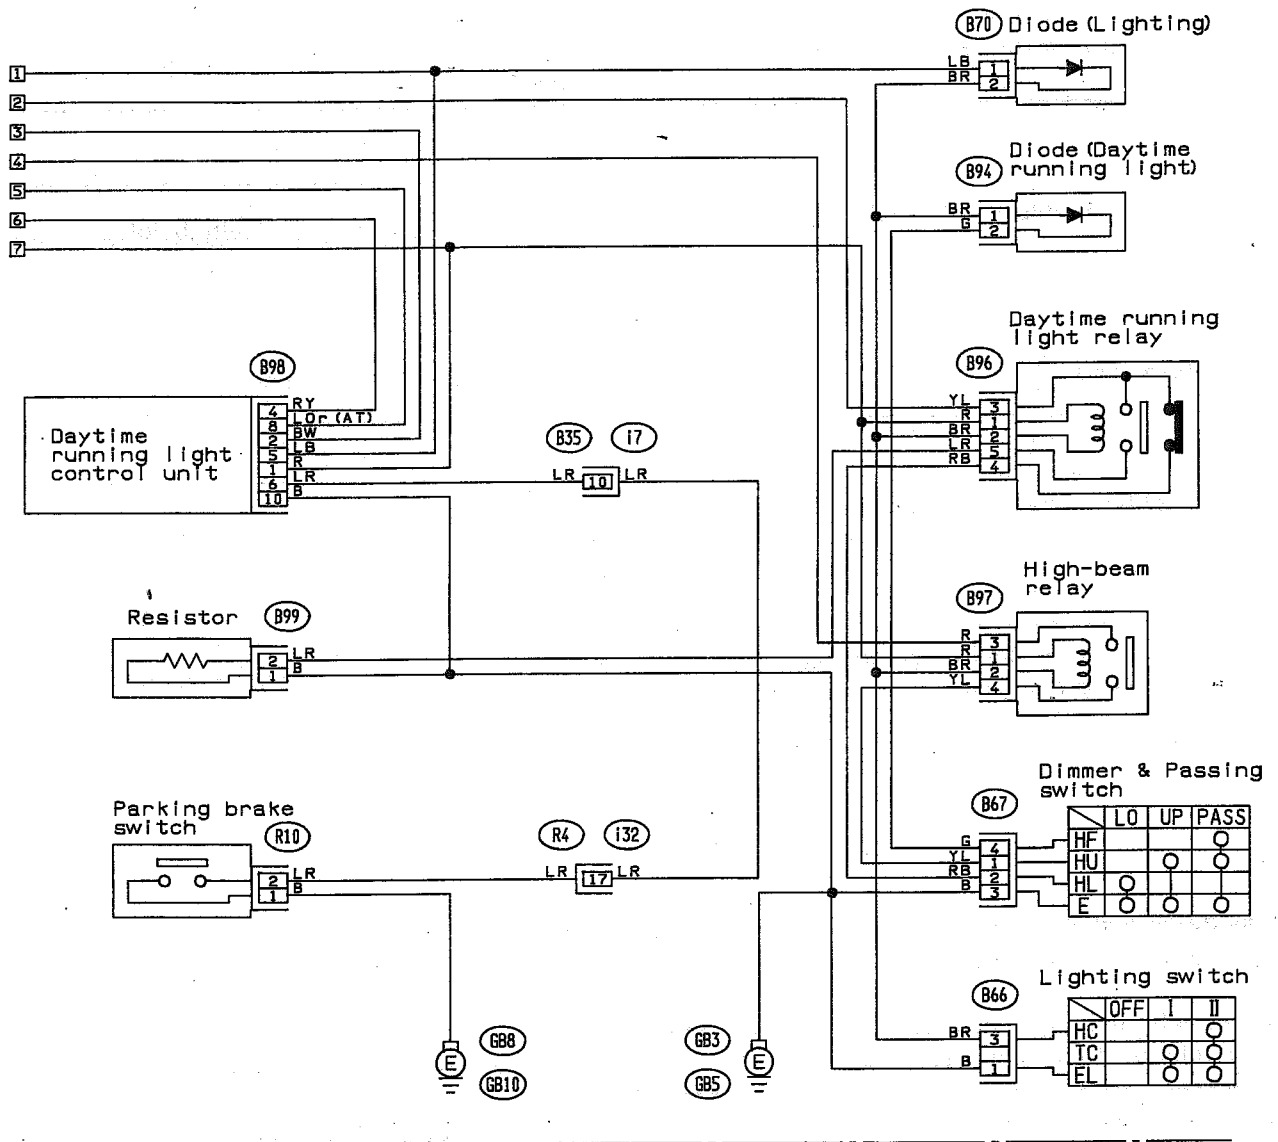 B70 Diode (Lighting)
1
LB 1
BR 2
2
3
4
B94 Diode (Daytime
running light)
5
BR 1
G 2
6
7
Daytime running
light relay
B96
B98
YL 3
R 1
BR 2
LR 5
RB 4
Daytime
running light
control unit
4 RY
8 LOr (AT)
2 BW
5 LB
1 R
6 LR
10 B
B35 i7
LR 10 LR
High-beam
relay
B97
R 3
R 1
BR 2
YL 4
Resistor B99
2 LR
1 B
Dimmer & Passing
switch
B67
LO UP PASS
G 4 HF
YL 1 HU
RB 2 HL
B 3 E
Parking brake
switch
R10
2 LR
1 B
R4 i32
LR 17 LR
Lighting switch
B66
OFF I II
BR 3 HC
TC
B 1 EL
E GB8
GB10
GB3 E
GB5